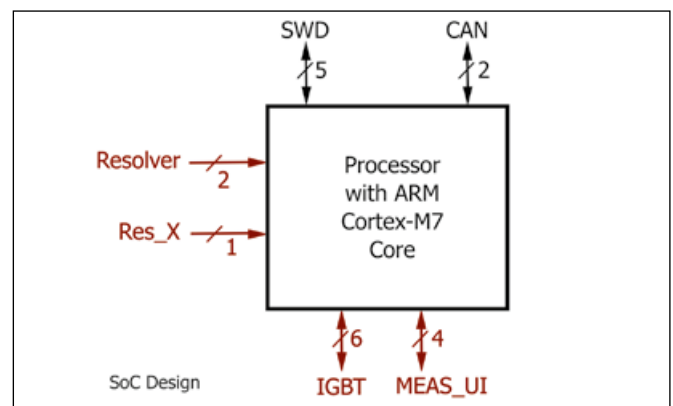 SWD
CAN
5
2
Resolver
2
Res_X
1
Processor
with ARM
Cortex-M7
Core
6
4
SoC Design
IGBT
MEAS_UI